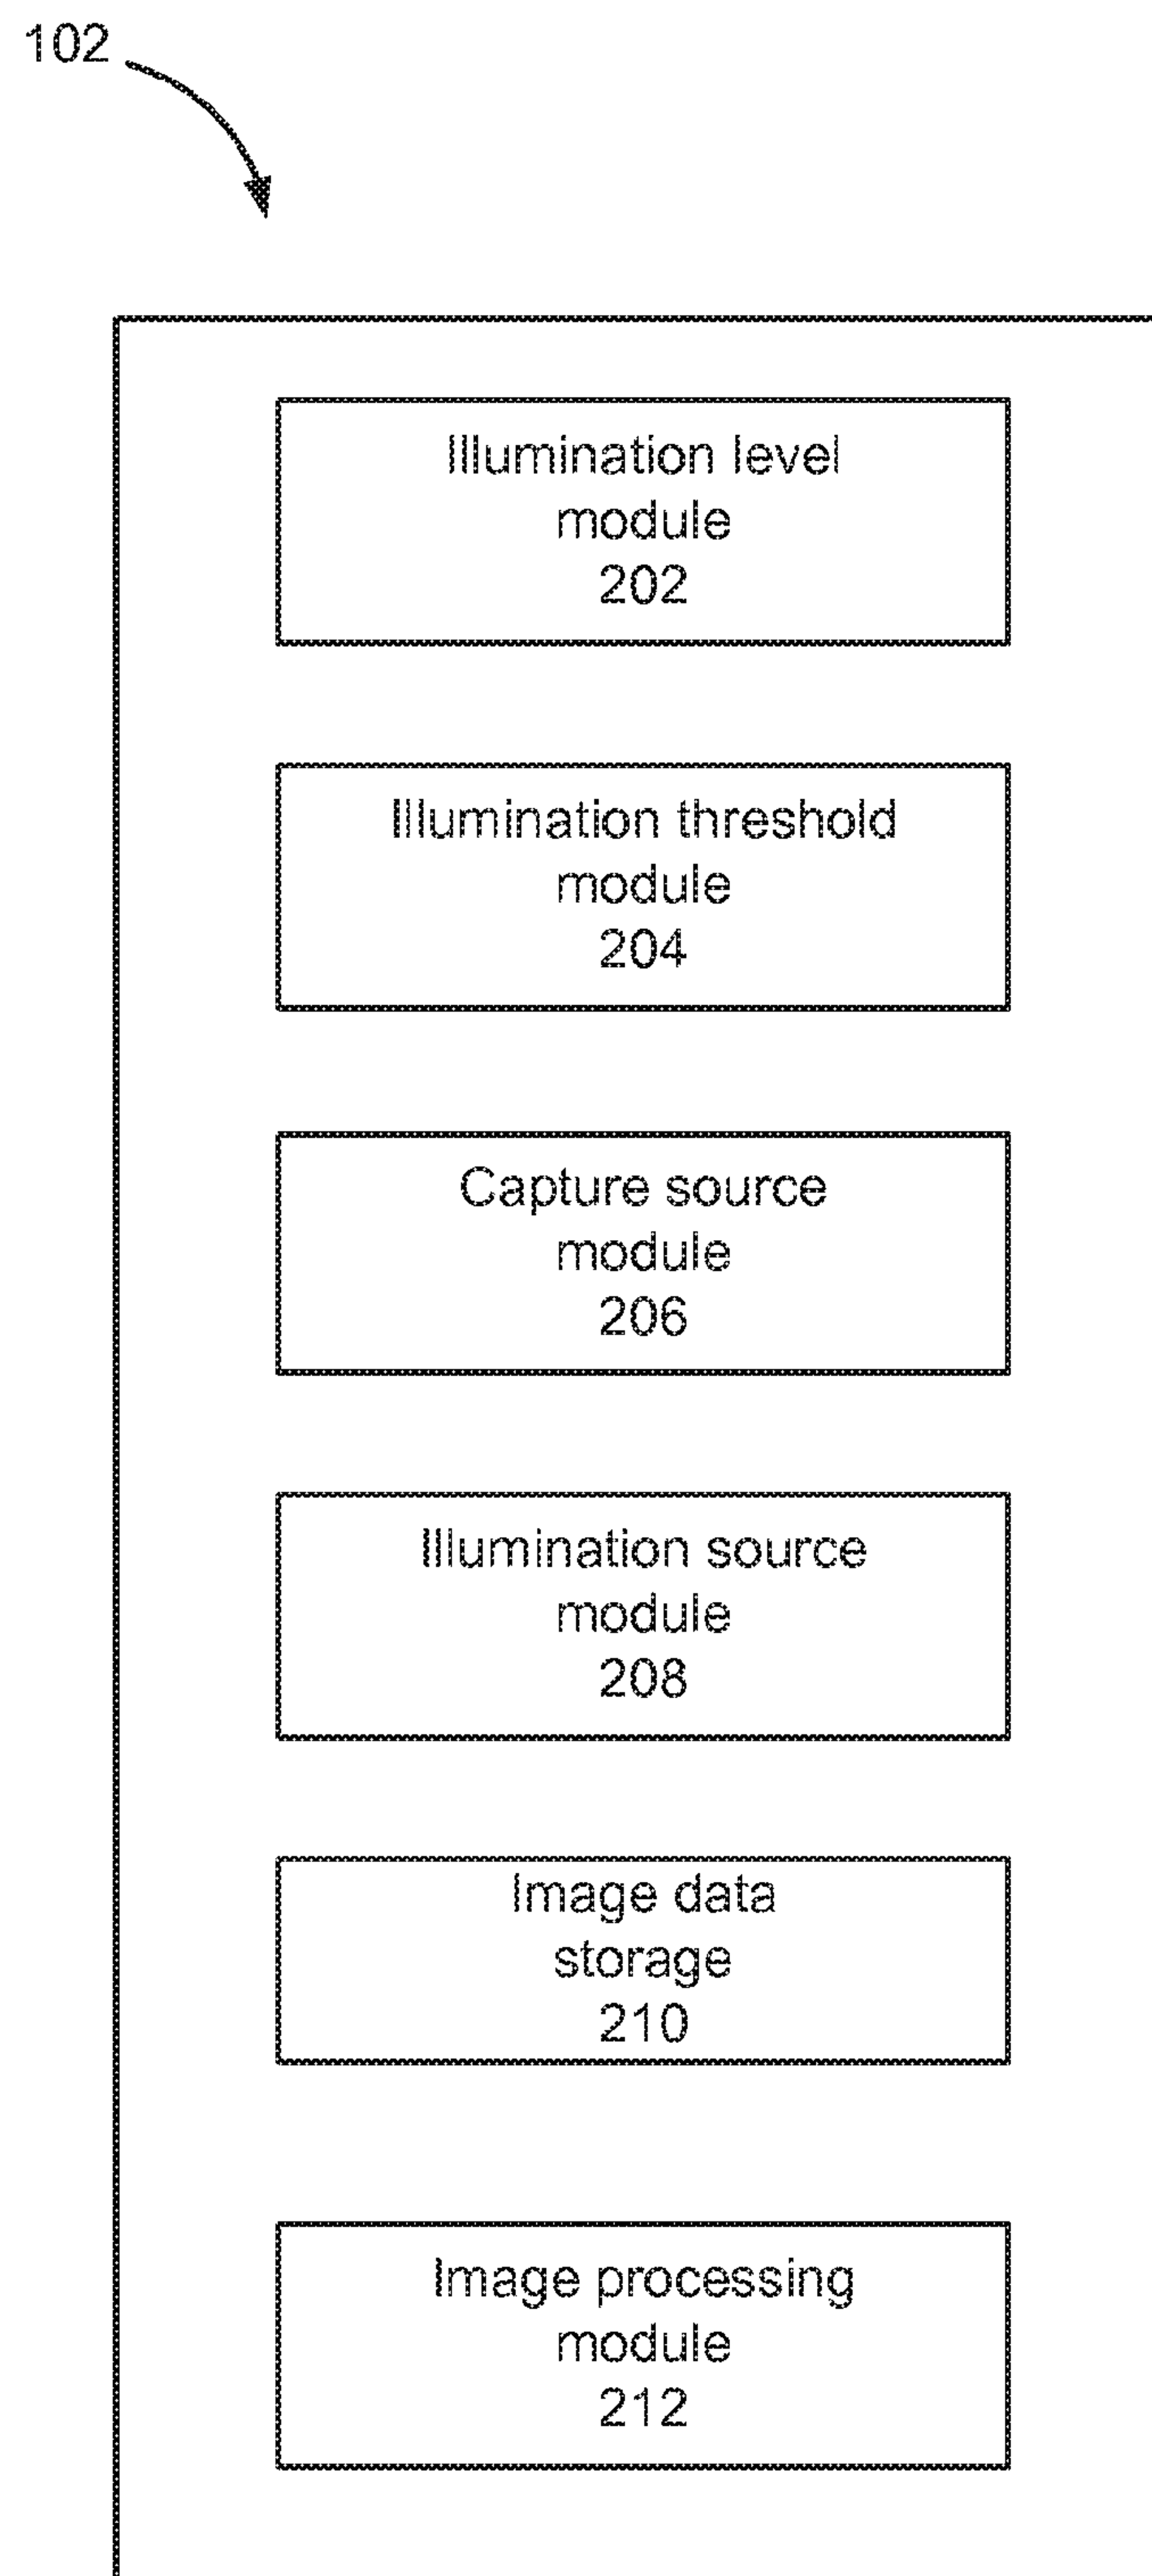 102
Illumination level
module
202
Illumination threshold
module
204
Capture source
module
206
Illumination source
module
208
Image data
storage
210
Image processing
module
212